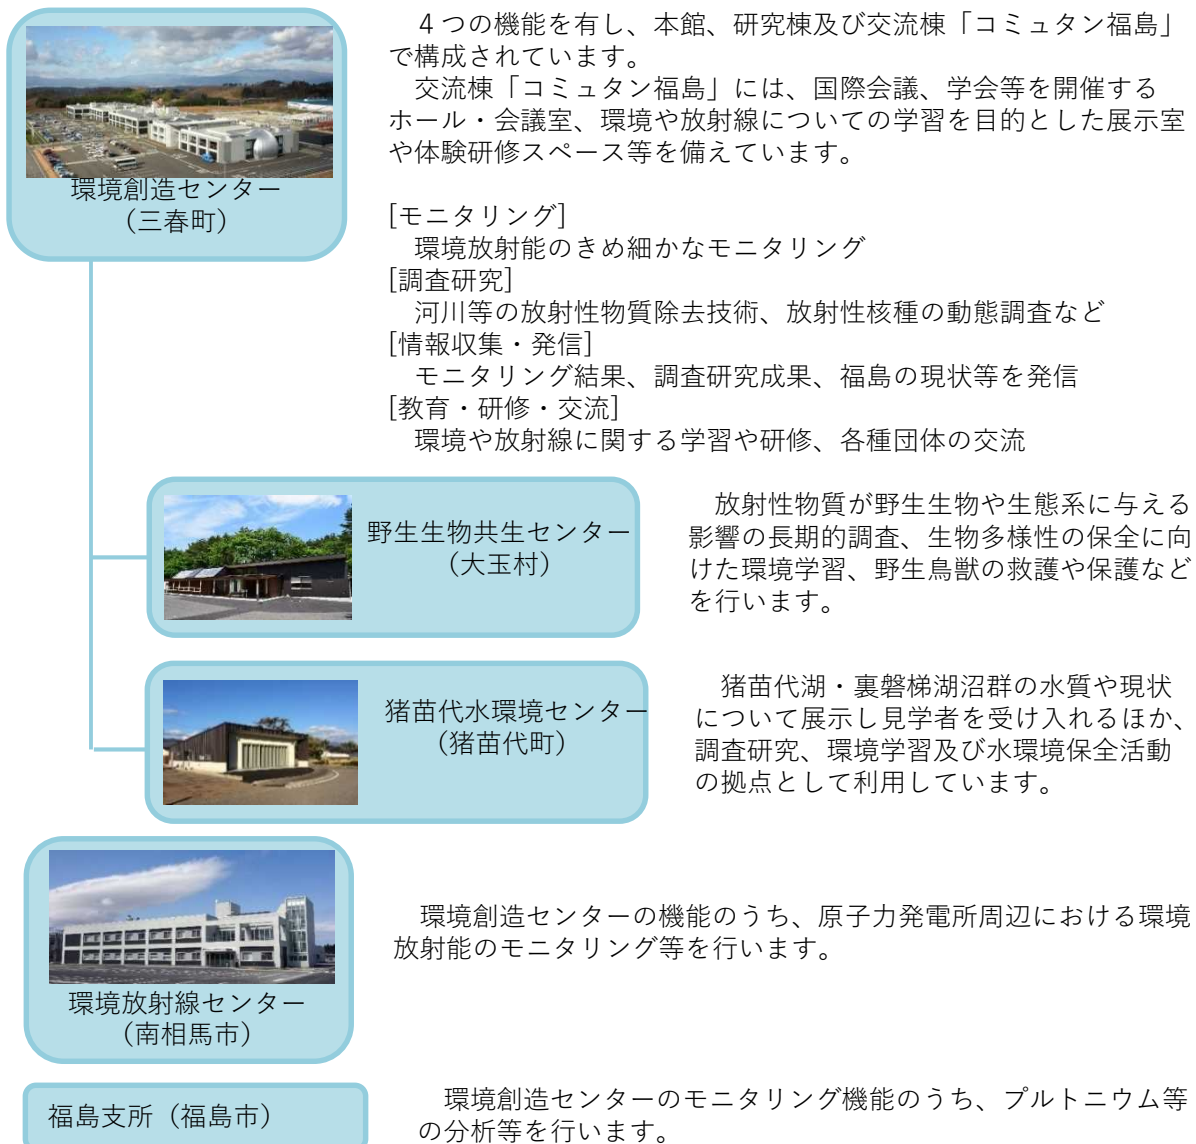 ４つの機能を有し、本館、研究棟及び交流棟「コミュタン福島」
で構成されています。
交流棟「コミュタン福島」には、国際会議、学会等を開催する
ホール・会議室、環境や放射線についての学習を目的とした展示室
や体験研修スペース等を備えています。
環境創造センター
（三春町）
[モニタリング]
環境放射能のきめ細かなモニタリング
[調査研究]
河川等の放射性物質除去技術、放射性核種の動態調査など
[情報収集・発信]
モニタリング結果、調査研究成果、福島の現状等を発信
[教育・研修・交流]
環境や放射線に関する学習や研修、各種団体の交流
野生生物共生センター
（大玉村）
放射性物質が野生生物や生態系に与える
影響の長期的調査、生物多様性の保全に向
けた環境学習、野生鳥獣の救護や保護など
を行います。
猪苗代水環境センター
（猪苗代町）
猪苗代湖・裏磐梯湖沼群の水質や現状
について展示し見学者を受け入れるほか、
調査研究、環境学習及び水環境保全活動
の拠点として利用しています。
環境放射線センター
（南相馬市）
環境創造センターの機能のうち、原子力発電所周辺における環境
放射能のモニタリング等を行います。
福島支所（福島市）
環境創造センターのモニタリング機能のうち、プルトニウム等
の分析等を行います。